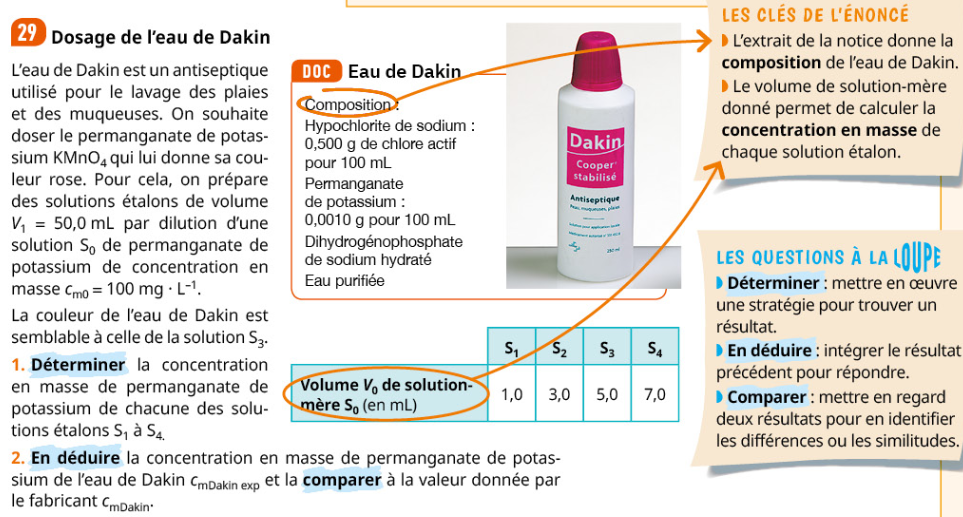 29 Dosage de l'eau de Dakin
L'eau de Dakin est un antiseptique
utilisé pour le lavage des plaies
et des muqueuses. On souhaite
doser le permanganate de potas-
sium KMnO₄ qui lui donne sa cou-
leur rose. Pour cela, on prépare
des solutions étalons de volume
V₁ = 50,0 mL par dilution d'une
solution S₀ de permanganate de
potassium de concentration en
masse cₘ₀ = 100 mg · L⁻¹.
La couleur de l'eau de Dakin est
semblable à celle de la solution S₃.
1. Déterminer la concentration
en masse de permanganate de
potassium de chacune des solu-
tions étalons S₁ à S₄.
2. En déduire la concentration en masse de permanganate de potas-
sium de l'eau de Dakin cmDakin exp et la comparer à la valeur donnée par
le fabricant cmDakin.
DOC Eau de Dakin
Composition :
Hypochlorite de sodium :
0,500 g de chlore actif
pour 100 mL
Permanganate
de potassium :
0,0010 g pour 100 mL
Dihydrogénophosphate
de sodium hydraté
Eau purifiée
Dakin
Cooper
stabilisé
Antiseptique
Peau, muqueuses, plaies
250 ml
S₁ S₂ S₃ S₄
Volume V₀ de solution-
mère S₀ (en mL)
1,0 3,0 5,0 7,0
LES CLÉS DE L'ÉNONCÉ
L'extrait de la notice donne la
composition de l'eau de Dakin.
Le volume de solution-mère
donné permet de calculer la
concentration en masse de
chaque solution étalon.
LES QUESTIONS À LA LOUPE
Déterminer : mettre en œuvre
une stratégie pour trouver un
résultat.
En déduire : intégrer le résultat
précédent pour répondre.
Comparer : mettre en regard
deux résultats pour en identifier
les différences ou les similitudes.